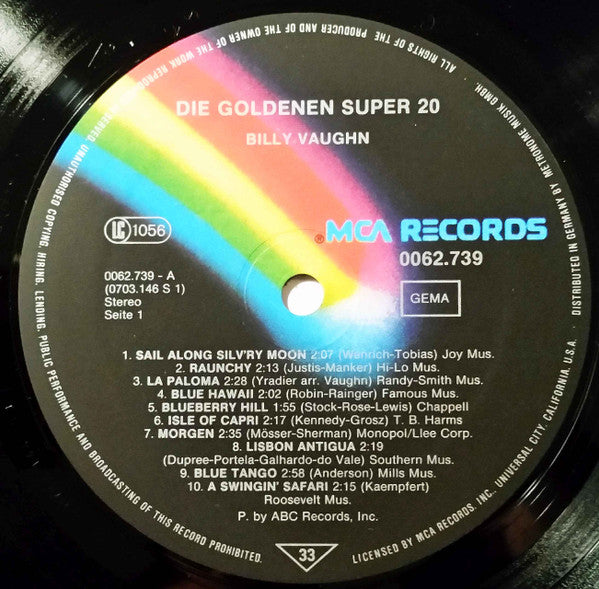 ALL RIGHTS OF THE PRODUCER AND OF THE OWNER OF THE WORK REPRODUCED RESERVED. UNAUTHORISED COPYING, HIRING, LENDING, PUBLIC PERFORMANCE AND BROADCASTING OF THIS RECORD PROHIBITED.
DIE GOLDENEN SUPER 20
BILLY VAUGHN
LC 1056
® MCA RECORDS
0062.739
0062.739 - A
(0703.146 S 1)
Stereo
Seite 1
GEMA
1. SAIL ALONG SILV'RY MOON 2:07 (Wenrich-Tobias) Joy Mus.
2. RAUNCHY 2:13 (Justis-Manker) Hi-Lo Mus.
3. LA PALOMA 2:28 (Yradier arr. Vaughn) Randy-Smith Mus.
4. BLUE HAWAII 2:02 (Robin-Rainger) Famous Mus.
5. BLUEBERRY HILL 1:55 (Stock-Rose-Lewis) Chappell
6. ISLE OF CAPRI 2:17 (Kennedy-Grosz) T. B. Harms
7. MORGEN 2:35 (Mösser-Sherman) Monopol/Llee Corp.
8. LISBON ANTIGUA 2:19
(Dupree-Portela-Galhardo-do Vale) Southern Mus.
9. BLUE TANGO 2:58 (Anderson) Mills Mus.
10. A SWINGIN' SAFARI 2:15 (Kaempfert)
Roosevelt Mus.
P. by ABC Records, Inc.
33
LICENSED BY MCA RECORDS, INC. UNIVERSAL CITY, CALIFORNIA, U.S.A. · DISTRIBUTED IN GERMANY BY METRONOME MUSIK GMBH.